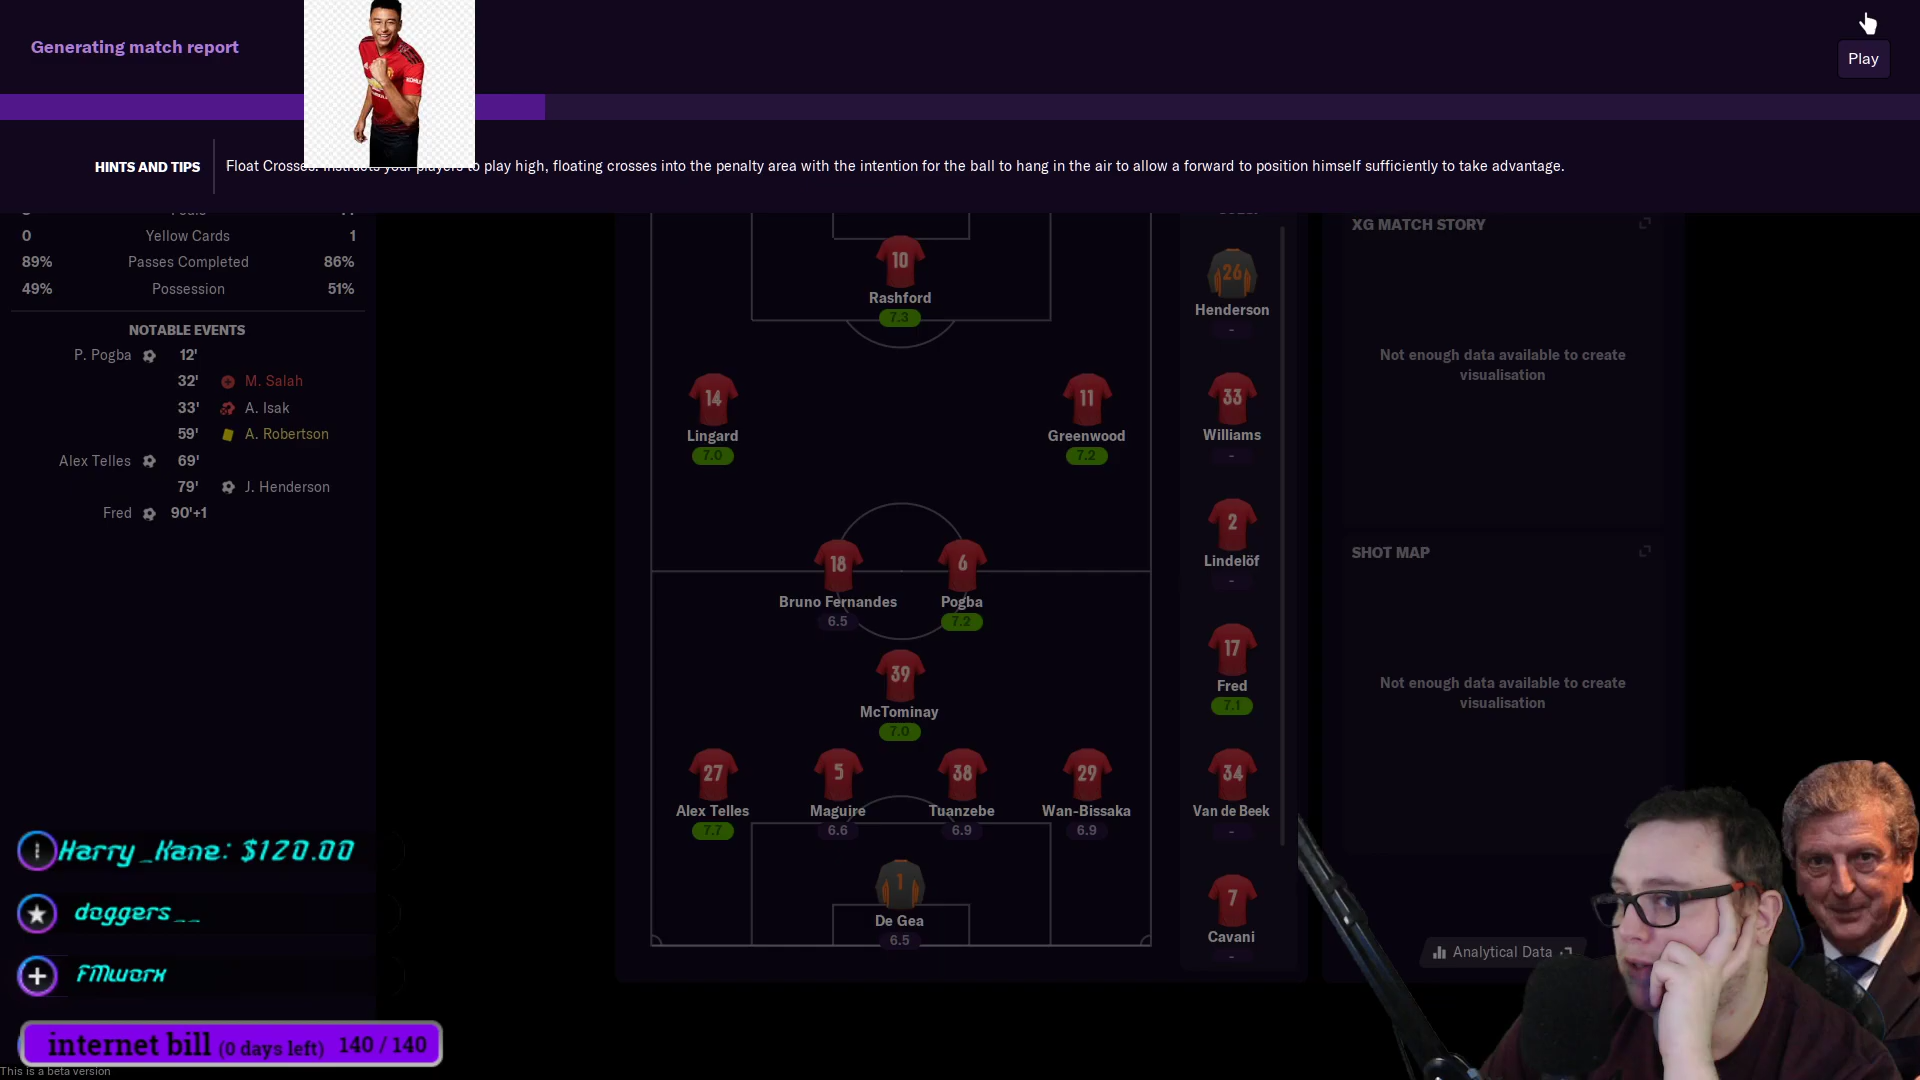 Generating match report
Play
HINTS AND TIPS
Float Crosses: Instructs your players to play high, floating crosses into the penalty area with the intention for the ball to hang in the air to allow a forward to position himself sufficiently to take advantage.
0 Yellow Cards 1
89% Passes Completed 86%
49% Possession 51%
NOTABLE EVENTS
P. Pogba 12'
32' M. Salah
33' A. Isak
59' A. Robertson
Alex Telles 69'
79' J. Henderson
Fred 90'+1
10
Rashford
7.3
14
Lingard
7.0
11
Greenwood
7.2
18
Bruno Fernandes
6.5
6
Pogba
7.2
39
McTominay
7.0
27
Alex Telles
7.7
5
Maguire
6.6
38
Tuanzebe
6.9
29
Wan-Bissaka
6.9
1
De Gea
6.5
26
Henderson
-
33
Williams
-
2
Lindelöf
-
17
Fred
7.1
34
Van de Beek
-
7
Cavani
-
XG MATCH STORY
Not enough data available to create
visualisation
SHOT MAP
Not enough data available to create
visualisation
Analytical Data
Harry_Kane: $120.00
daggers__
FMworx
internet bill (0 days left) 140 / 140
This is a beta version